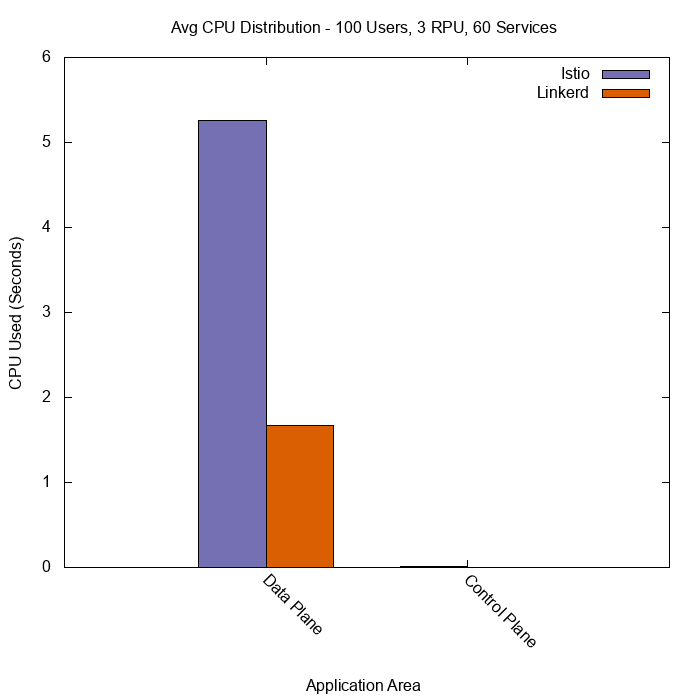 Avg CPU Distribution - 100 Users, 3 RPU, 60 Services
Istio
Linkerd
6
5
4
3
2
1
0
CPU Used (Seconds)
Data Plane
Control Plane
Application Area